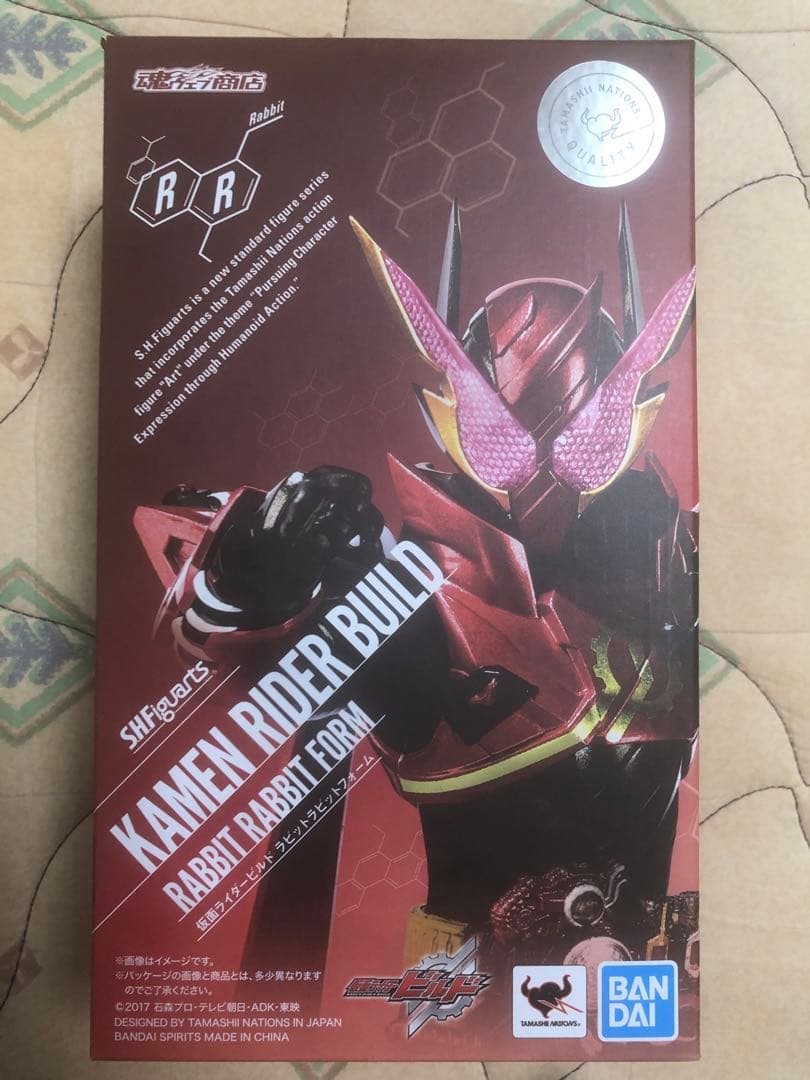 魂ウェブ商店
TAMASHII NATIONS
QUALITY
Rabbit
R R
S.H.Figuarts is a new standard figure series
that incorporates the Tamashii Nations action
figure "Art" under the theme "Pursuing Character
Expression through Humanoid Action."
S.H.Figuarts
KAMEN RIDER BUILD
RABBIT RABBIT FORM
仮面ライダービルド ラビットラビットフォーム
※画像はイメージです。
※パッケージの画像と商品とは、多少異なります
のでご了承ください。
©2017 石森プロ・テレビ朝日・ADK・東映
DESIGNED BY TAMASHII NATIONS IN JAPAN
BANDAI SPIRITS MADE IN CHINA
仮面ライダー
ビルド
TAMASHII NATIONS®
BAN
DAI